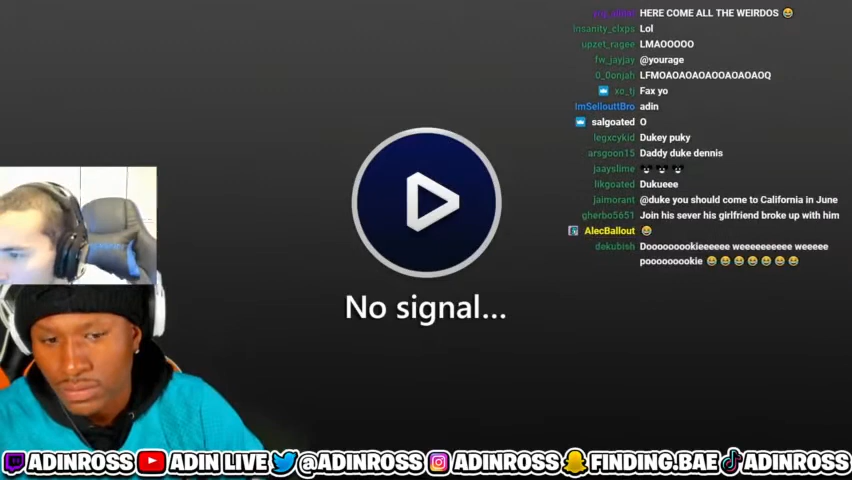 HERE COME ALL THE WEIRDOS 😂
Insanity_clxps Lol
upzet_ragee LMAOOOOO
fw_jayjay @yourage
0_0onjah LFMOAOAOAOAOOAOAOAOQ
xo_tj Fax yo
ImSellouttBro adin
salgoated O
legxcykid Dukey puky
arsgoon15 Daddy duke dennis
jaayslime 🖤 🖤 🖤
likgoated Dukueee
jaimorant @duke you should come to California in June
gherbo5651 Join his sever his girlfriend broke up with him
AlecBallout 😂
dekubish Dooooooookieeeeee weeeeeeeeee weeeee
poooooooookie 😂 😂 😂 😂 😂 😂 😂
No signal...
ADINROSS ADIN LIVE @ADINROSS ADINROSS FINDING.BAE ADINROSS